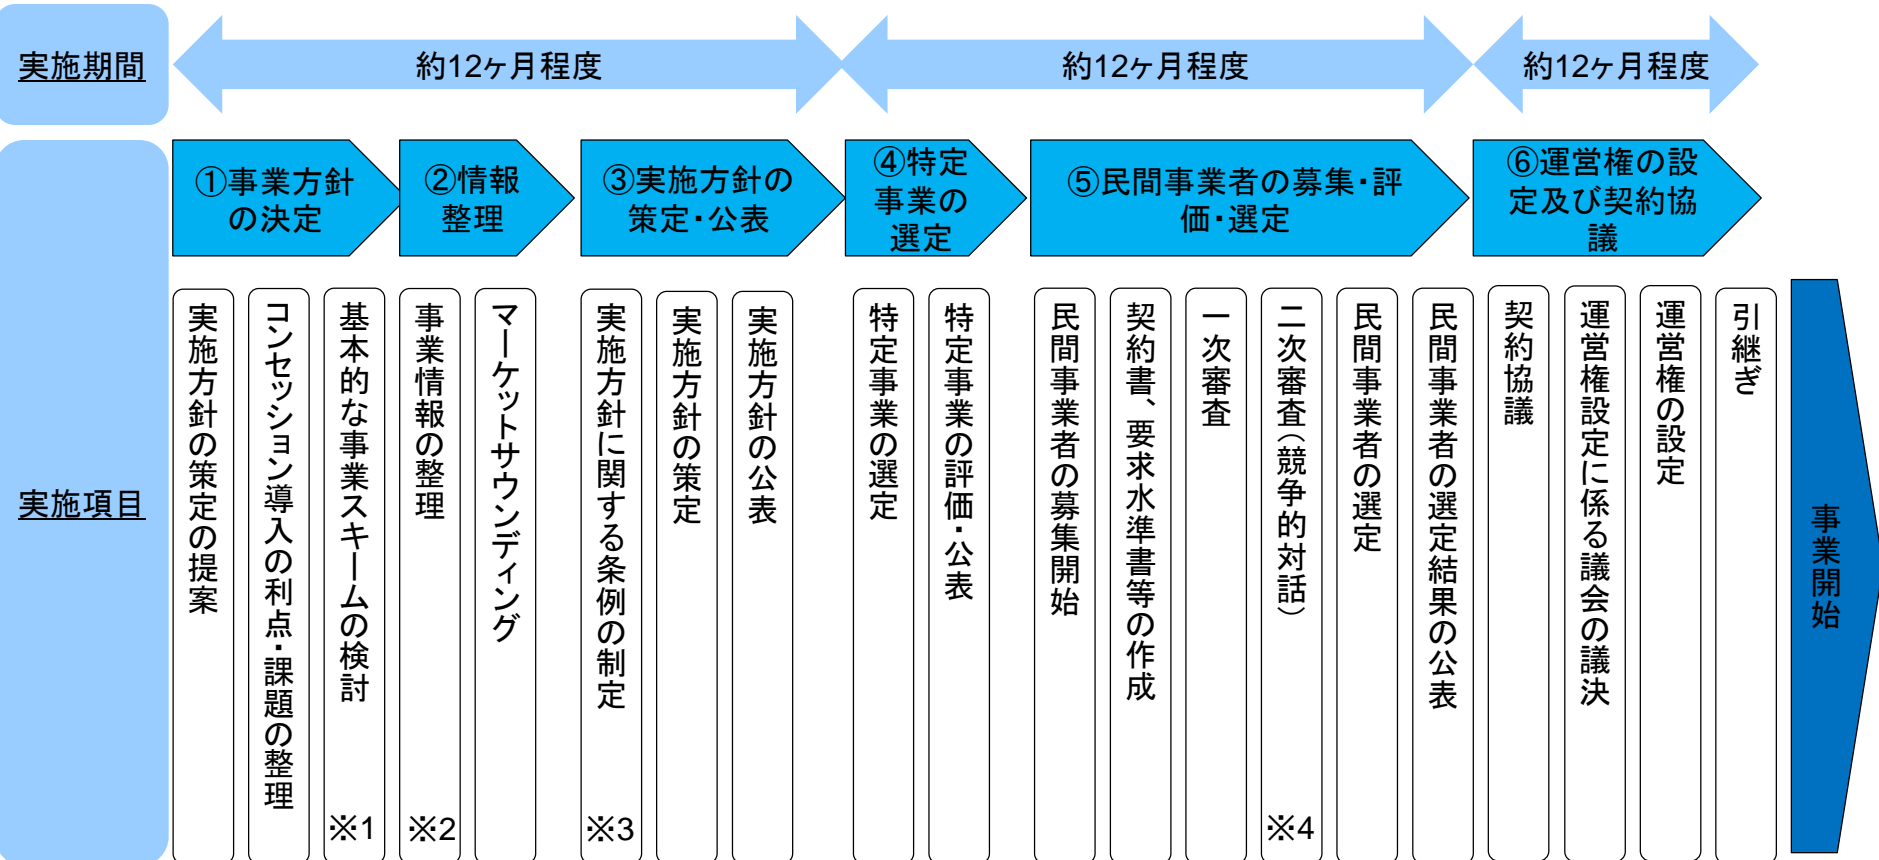 実施期間
約12ヶ月程度
約12ヶ月程度
約12ヶ月程度
①事業方針
の決定
②情報
整理
③実施方針の
策定・公表
④特定
事業の
選定
⑤民間事業者の募集・評
価・選定
⑥運営権の設
定及び契約協
議
実施項目
実施方針の策定の提案
コンセッション導入の利点・課題の整理
基本的な事業スキームの検討
※1
事業情報の整理
※2
マーケットサウンディング
実施方針に関する条例の制定
※3
実施方針の策定
実施方針の公表
特定事業の選定
特定事業の評価・公表
民間事業者の募集開始
契約書、要求水準書等の作成
一次審査
二次審査（競争的対話）
※4
民間事業者の選定
民間事業者の選定結果の公表
契約協議
運営権設定に係る議会の議決
運営権の設定
引継ぎ
事業開始